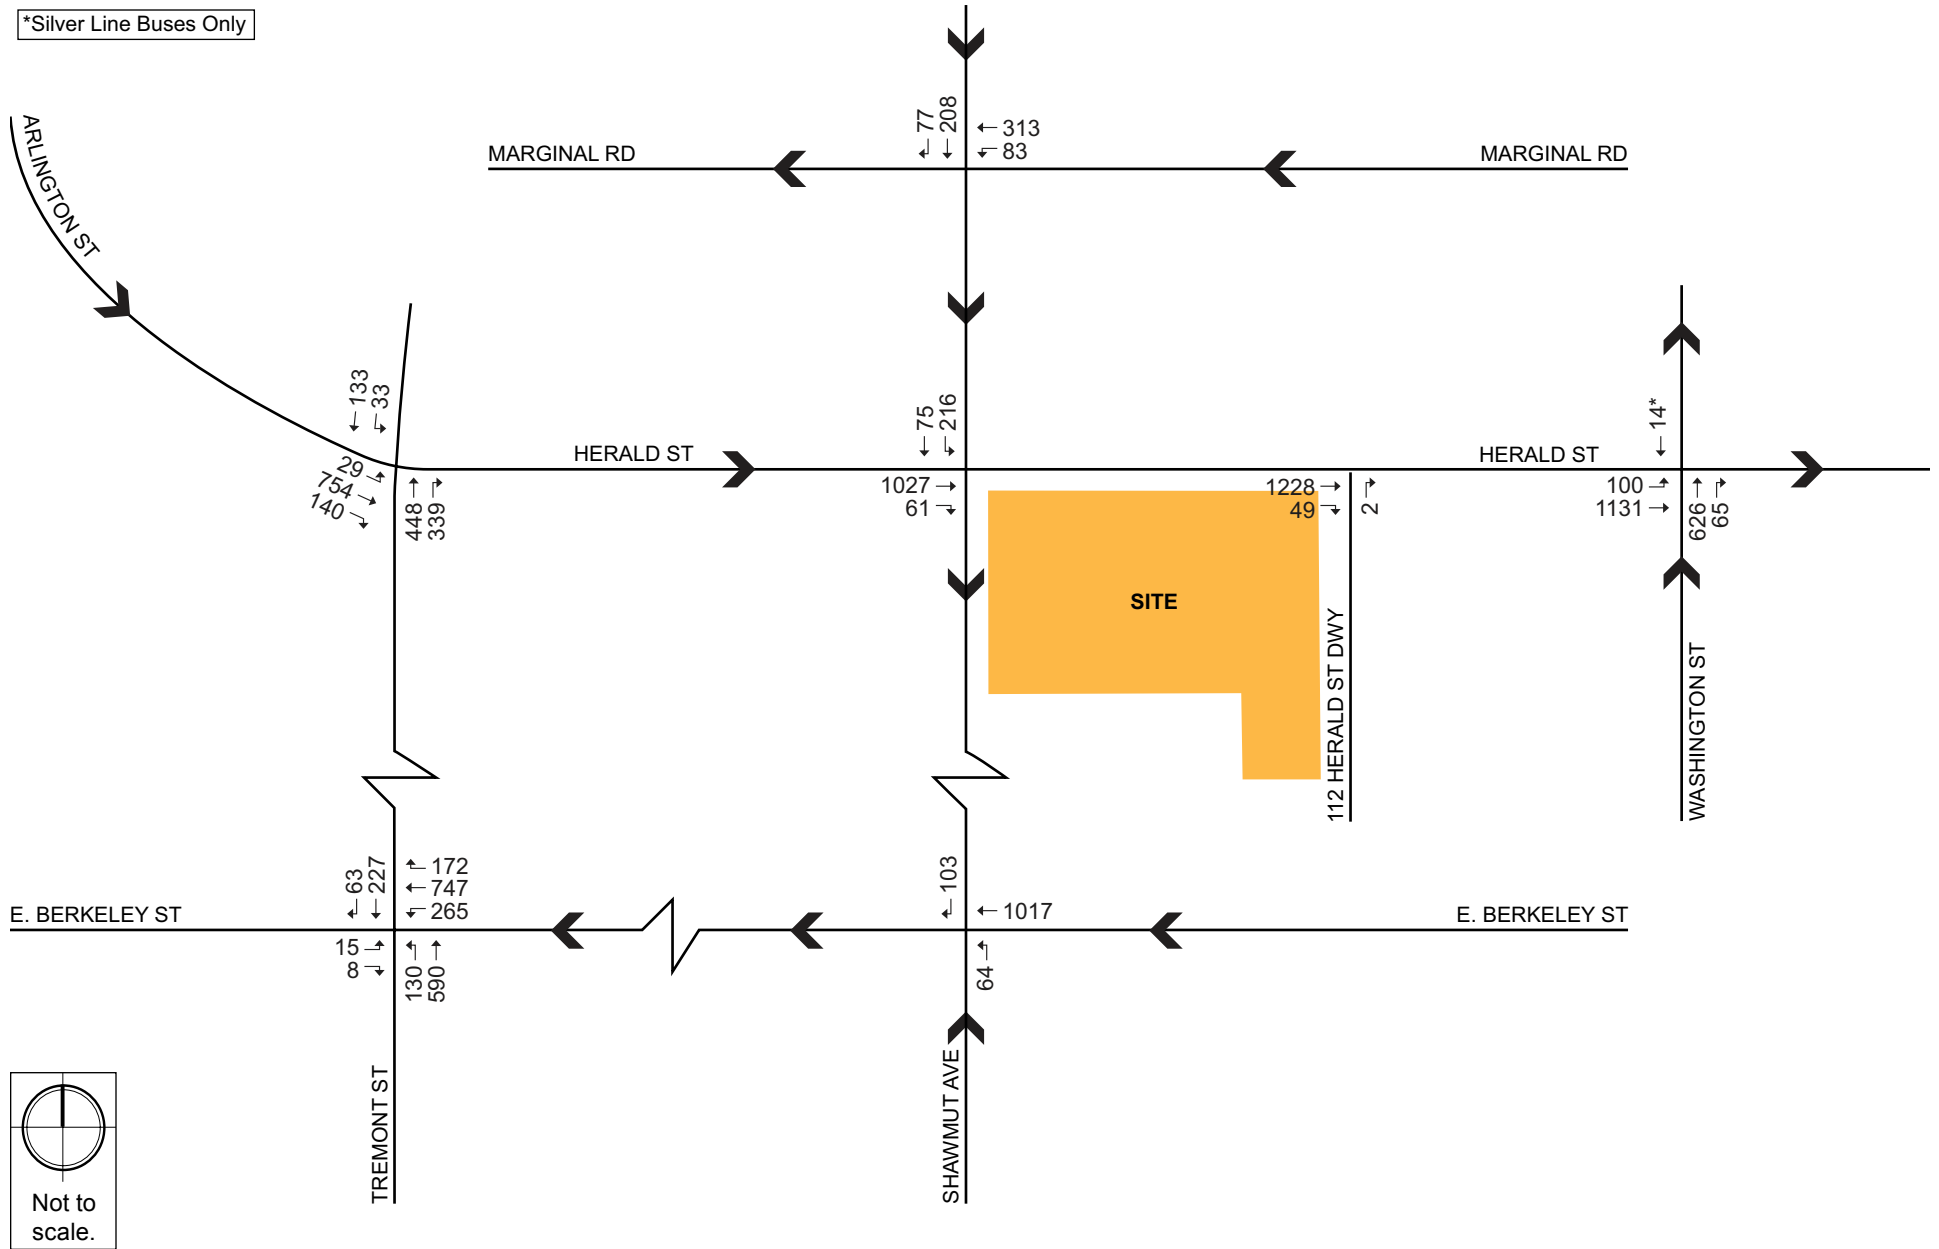 *Silver Line Buses Only
77
208
313
83
MARGINAL RD
MARGINAL RD
ARLINGTON ST
133
33
75
216
14*
HERALD ST
HERALD ST
29
754
140
448
339
1027
61
1228
49
2
100
1131
626
65
SITE
112 HERALD ST DWY
WASHINGTON ST
63
227
172
747
265
103
1017
E. BERKELEY ST
E. BERKELEY ST
15
8
130
590
64
TREMONT ST
SHAWMUT AVE
Not to
scale.